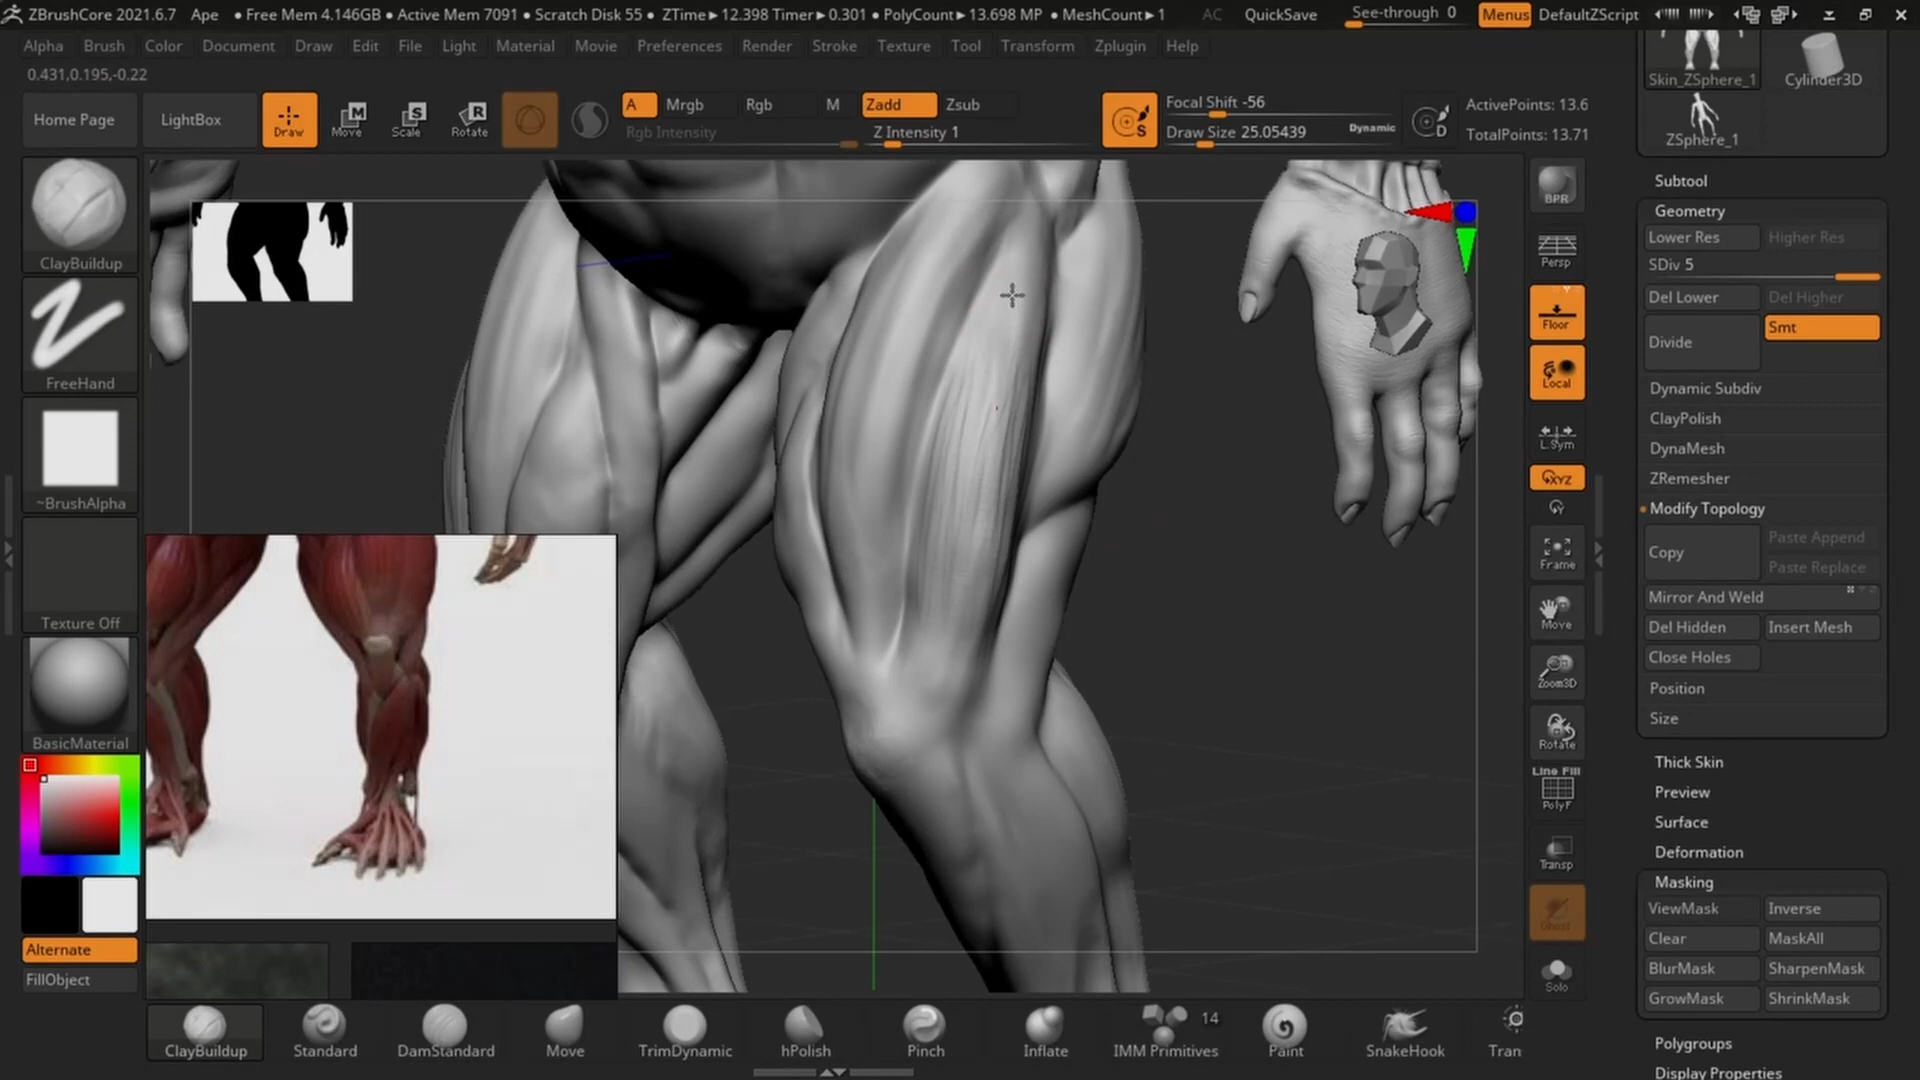 ZBrushCore 2021.6.7 Ape • Free Mem 4.146GB • Active Mem 7091 • Scratch Disk 55 • ZTime▸12.398 Timer▸0.301 • PolyCount▸13.698 MP • MeshCount▸1 AC QuickSave See-through 0 Menus DefaultZScript
Alpha Brush Color Document Draw Edit File Light Material Movie Preferences Render Stroke Texture Tool Transform Zplugin Help
0.431,0.195,-0.22
Home Page LightBox Draw Move Scale Rotate
M S R
A Mrgb Rgb M Zadd Zsub
Rgb Intensity Z Intensity 1
S Focal Shift -56
Draw Size 25.05439 Dynamic D
ActivePoints: 13.6
TotalPoints: 13.71
ClayBuildup
FreeHand
~BrushAlpha
Texture Off
BasicMaterial
Alternate
FillObject
BPR
Persp
Floor
Local
L.Sym
XYZ
Y
Frame
Move
Zoom3D
Rotate
Line Fill
PolyF
Transp
Ghost
Solo
Skin_ZSphere_1 Cylinder3D
ZSphere_1
Subtool
Geometry
Lower Res Higher Res
SDiv 5
Del Lower Del Higher
Divide Smt
Dynamic Subdiv
ClayPolish
DynaMesh
ZRemesher
Modify Topology
Copy Paste Append
Paste Replace
Mirror And Weld
Del Hidden Insert Mesh
Close Holes
Position
Size
Thick Skin
Preview
Surface
Deformation
Masking
ViewMask Inverse
Clear MaskAll
BlurMask SharpenMask
GrowMask ShrinkMask
Polygroups
Display Properties
14
ClayBuildup Standard DamStandard Move TrimDynamic hPolish Pinch Inflate IMM Primitives Paint SnakeHook Tran